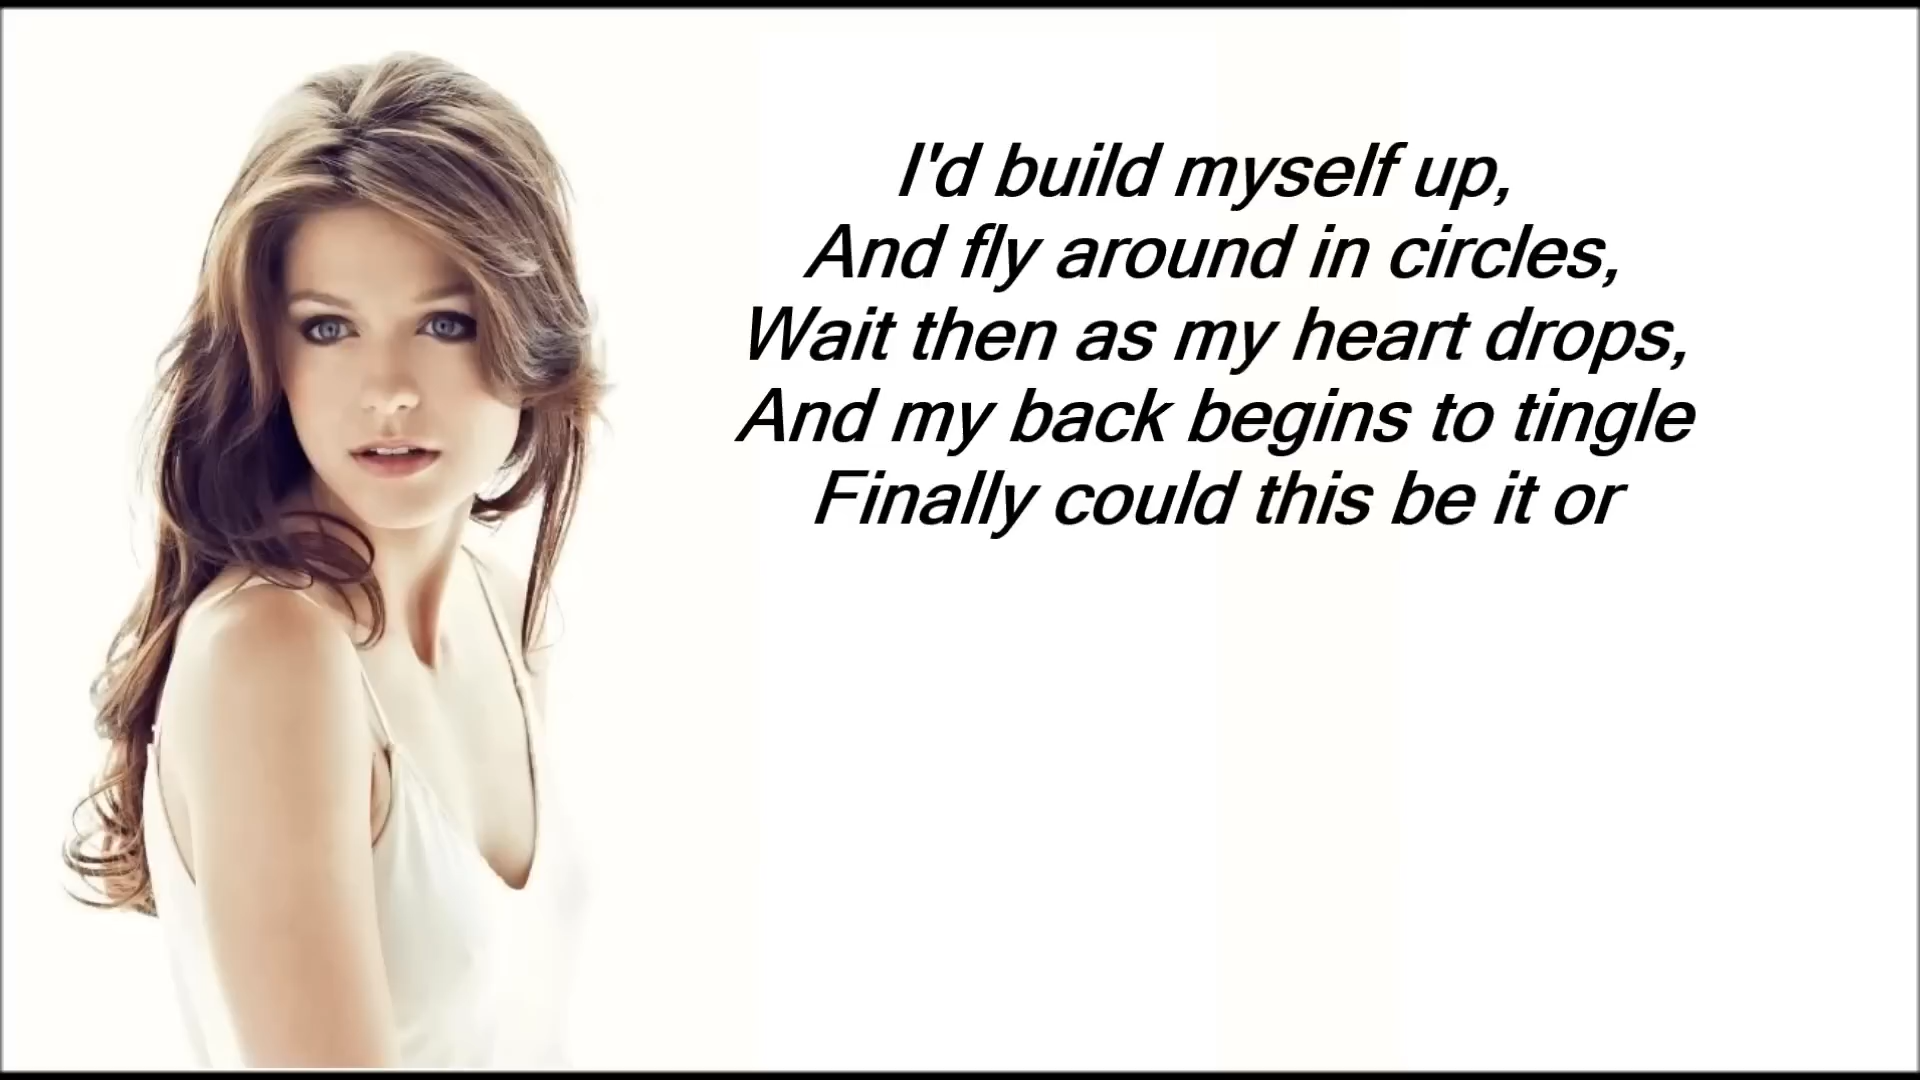 I'd build myself up,
And fly around in circles,
Wait then as my heart drops,
And my back begins to tingle
Finally could this be it or